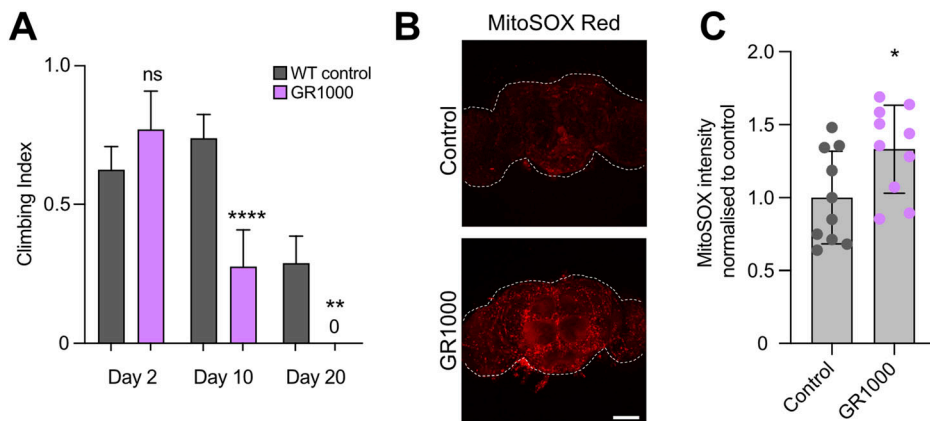 A
1.0
0.5
0
Climbing Index
ns
WT control
GR1000
****
**
0
Day 2
Day 10
Day 20
B
MitoSOX Red
Control
GR1000
C
2.0
1.5
1.0
0.5
0.0
MitoSOX intensity
normalised to control
*
Control
GR1000